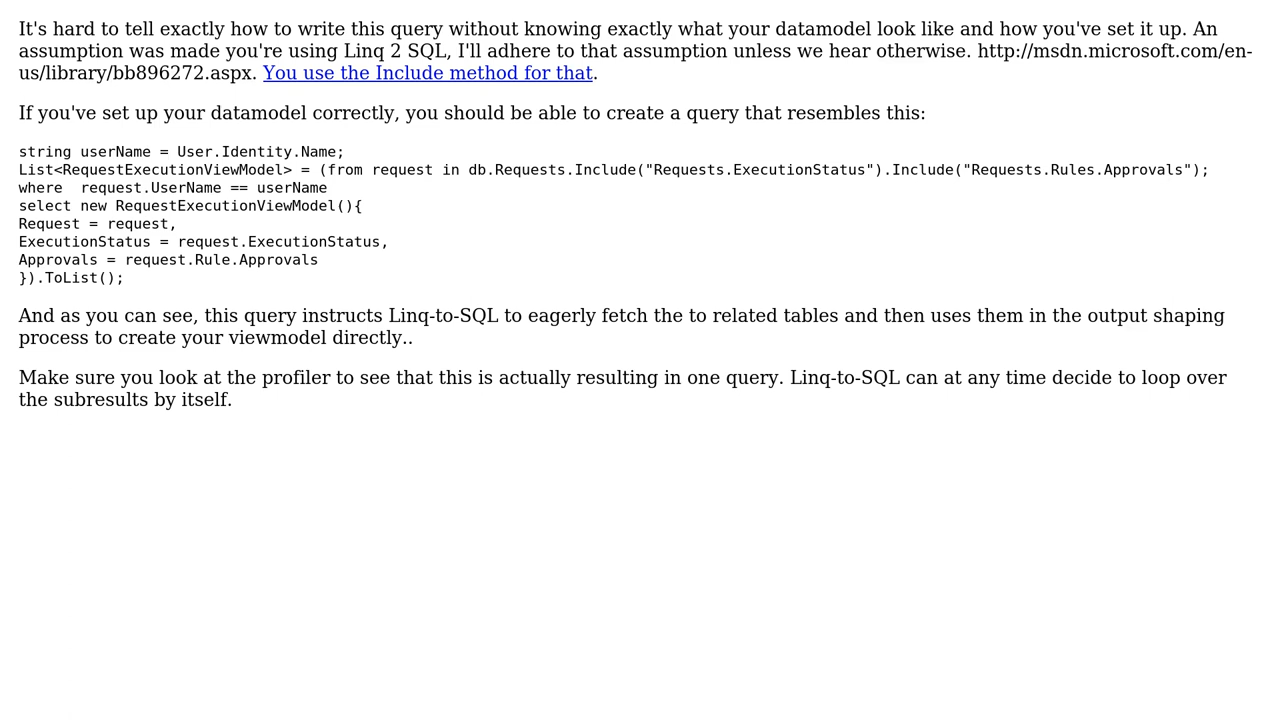 It's hard to tell exactly how to write this query without knowing exactly what your datamodel look like and how you've set it up. An
assumption was made you're using Linq 2 SQL, I'll adhere to that assumption unless we hear otherwise. http://msdn.microsoft.com/en-
us/library/bb896272.aspx. You use the Include method for that.
If you've set up your datamodel correctly, you should be able to create a query that resembles this:
string userName = User.Identity.Name;
List<RequestExecutionViewModel> = (from request in db.Requests.Include("Requests.ExecutionStatus").Include("Requests.Rules.Approvals");
where  request.UserName == userName
select new RequestExecutionViewModel(){
Request = request,
ExecutionStatus = request.ExecutionStatus,
Approvals = request.Rule.Approvals
}).ToList();
And as you can see, this query instructs Linq-to-SQL to eagerly fetch the to related tables and then uses them in the output shaping
process to create your viewmodel directly..
Make sure you look at the profiler to see that this is actually resulting in one query. Linq-to-SQL can at any time decide to loop over
the subresults by itself.